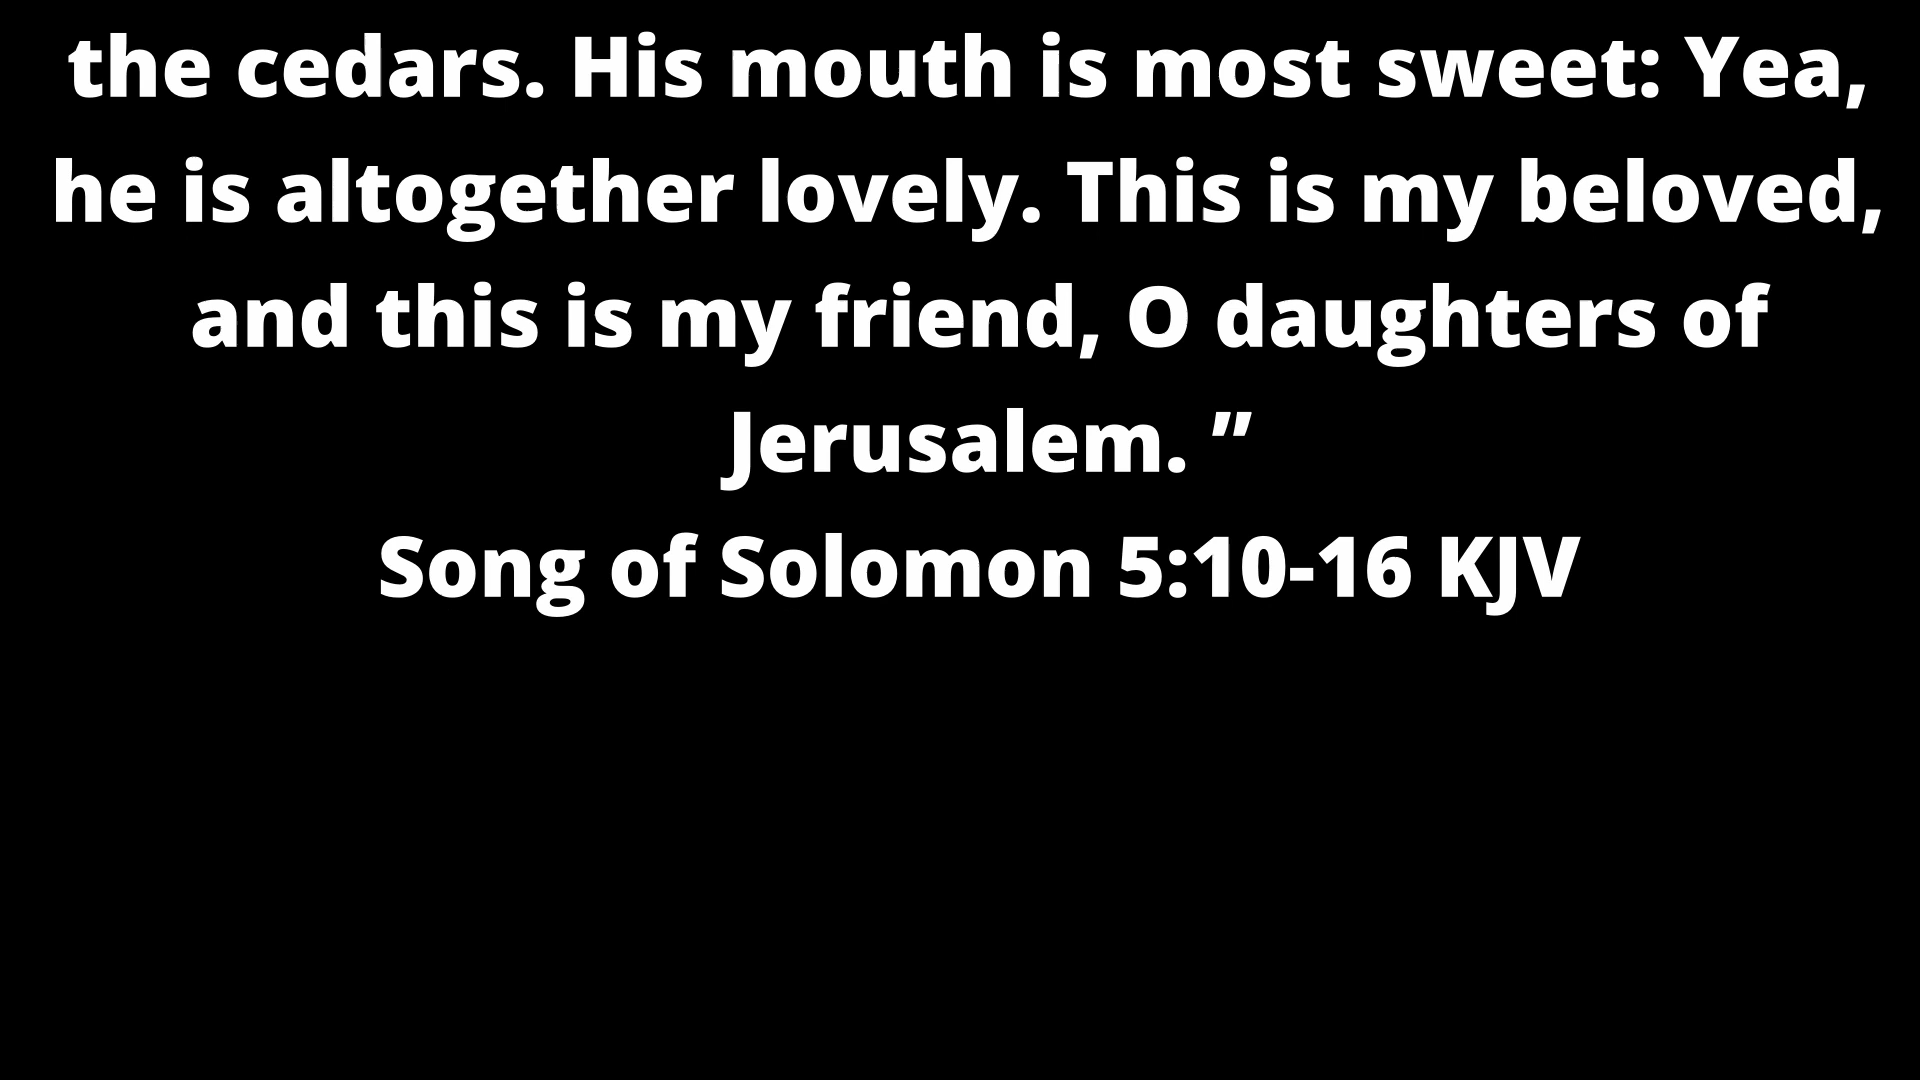 the cedars. His mouth is most sweet: Yea,
he is altogether lovely. This is my beloved,
and this is my friend, O daughters of
Jerusalem. ”
Song of Solomon 5:10-16 KJV